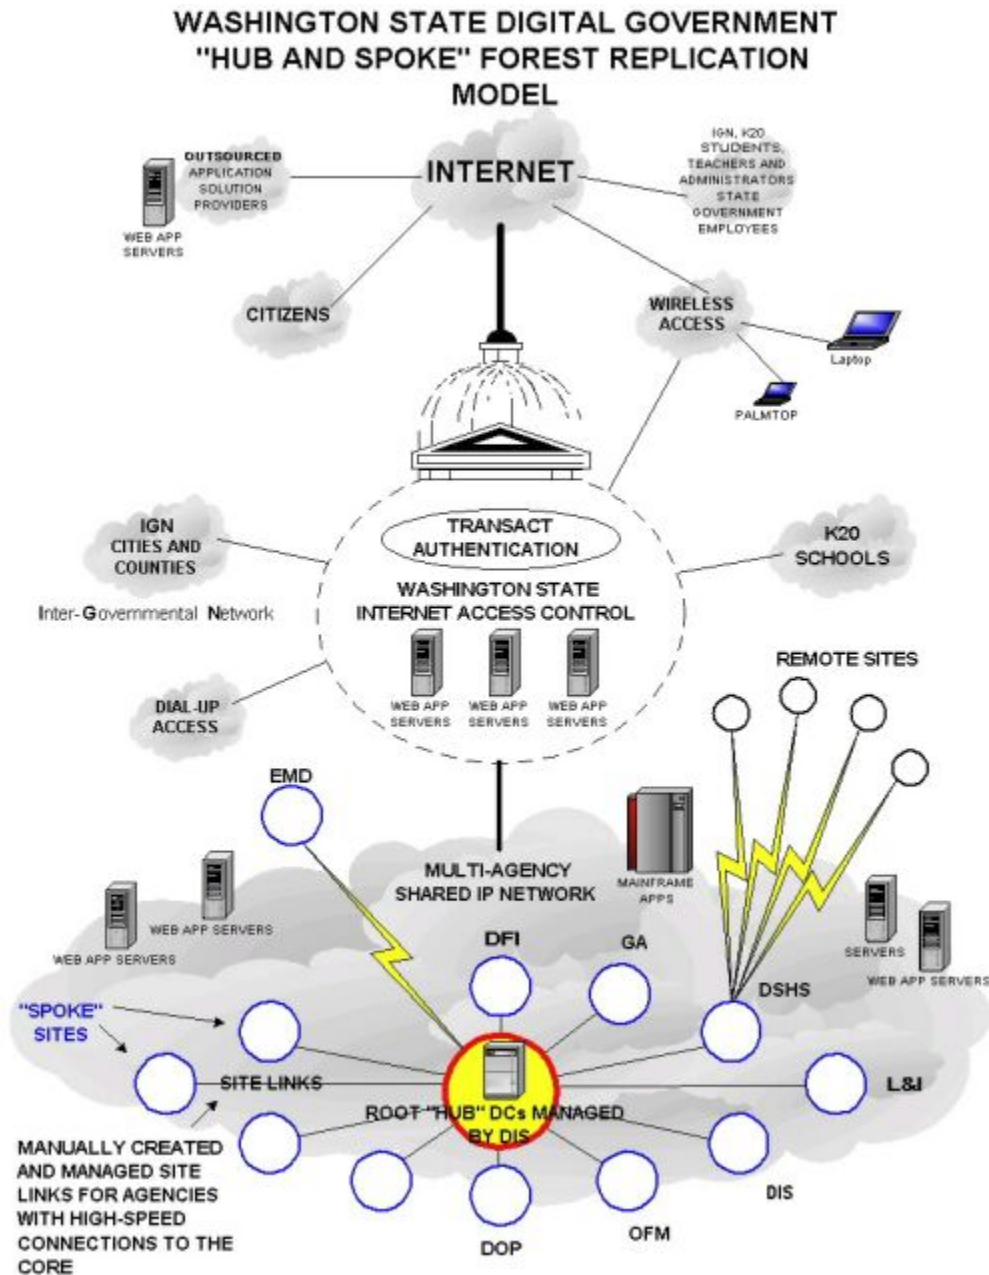 WASHINGTON STATE DIGITAL GOVERNMENT
"HUB AND SPOKE" FOREST REPLICATION
MODEL
INTERNET
OUTSOURCED
APPLICATION
SOLUTION
PROVIDERS
WEB APP
SERVERS
IGN, K20
STUDENTS,
TEACHERS AND
ADMINISTRATORS
STATE
GOVERNMENT
EMPLOYEES
CITIZENS
WIRELESS
ACCESS
Laptop
PALMTOP
IGN
CITIES AND
COUNTIES
Inter-Governmental Network
TRANSACT
AUTHENTICATION
WASHINGTON STATE
INTERNET ACCESS CONTROL
WEB APP
SERVERS
WEB APP
SERVERS
WEB APP
SERVERS
K20
SCHOOLS
DIAL-UP
ACCESS
REMOTE SITES
EMD
MULTI-AGENCY
SHARED IP NETWORK
MAINFRAME
APPS
WEB APP SERVERS
WEB APP SERVERS
SERVERS
WEB APP SERVERS
DFI
GA
DSHS
"SPOKE"
SITES
SITE LINKS
L&I
ROOT "HUB" DCs MANAGED
BY DIS
MANUALLY CREATED
AND MANAGED SITE
LINKS FOR AGENCIES
WITH HIGH-SPEED
CONNECTIONS TO THE
CORE
DIS
OFM
DOP